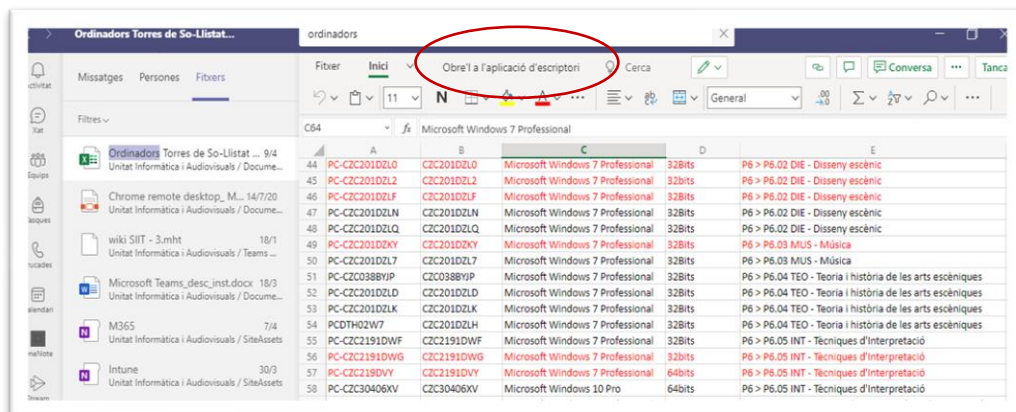 Ordinadors Torres de So-Llistat...
ordinadors
Missatges Persones Fitxers
Filtres
Ordinadors Torres de So-Llistat ... 9/4
Unitat Informàtica i Audiovisuals / Docume...
Chrome remote desktop_ M... 14/7/20
Unitat Informàtica i Audiovisuals / Docume...
wiki SIIT - 3.mht 18/1
Unitat Informàtica i Audiovisuals / Teams ...
Microsoft Teams_desc_inst.docx 18/3
Unitat Informàtica i Audiovisuals / Docume...
M365 7/4
Unitat Informàtica i Audiovisuals / SiteAssets
Intune 30/3
Unitat Informàtica i Audiovisuals / SiteAssets
Xat
Equips
Stream
Fitxer Inici Obre'l a l'aplicació d'escriptori Cerca Conversa ... Tanca
11 N A ... General ...
C64 fx Microsoft Windows 7 Professional
A B C D E
44 PC-CZC201DZL0 CZC201DZL0 Microsoft Windows 7 Professional 32Bits P6 > P6.02 DIE - Disseny escènic
45 PC-CZC201DZL2 CZC201DZL2 Microsoft Windows 7 Professional 32bits P6 > P6.02 DIE - Disseny escènic
46 PC-CZC201DZLF CZC201DZLF Microsoft Windows 7 Professional 32Bits P6 > P6.02 DIE - Disseny escènic
47 PC-CZC201DZLN CZC201DZLN Microsoft Windows 7 Professional 32Bits P6 > P6.02 DIE - Disseny escènic
48 PC-CZC201DZLQ CZC201DZLQ Microsoft Windows 7 Professional 32Bits P6 > P6.02 DIE - Disseny escènic
49 PC-CZC201DZKY CZC201DZKY Microsoft Windows 7 Professional 32Bits P6 > P6.03 MUS - Música
50 PC-CZC201DZL7 CZC201DZL7 Microsoft Windows 7 Professional 32Bits P6 > P6.03 MUS - Música
51 PC-CZC038BYJP CZC038BYJP Microsoft Windows 7 Professional 32Bits P6 > P6.04 TEO - Teoria i història de les arts escèniques
52 PC-CZC201DZLD CZC201DZLD Microsoft Windows 7 Professional 32Bits P6 > P6.04 TEO - Teoria i història de les arts escèniques
53 PC-CZC201DZLK CZC201DZLK Microsoft Windows 7 Professional 32Bits P6 > P6.04 TEO - Teoria i història de les arts escèniques
54 PCDTH02W7 CZC201DZLH Microsoft Windows 7 Professional 32Bits P6 > P6.04 TEO - Teoria i història de les arts escèniques
55 PC-CZC2191DWF CZC2191DWF Microsoft Windows 7 Professional 32Bits P6 > P6.05 INT - Tècniques d'Interpretació
56 PC-CZC2191DWG CZC2191DWG Microsoft Windows 7 Professional 32bits P6 > P6.05 INT - Tècniques d'Interpretació
57 PC-CZC219DVY CZC2191DVY Microsoft Windows 7 Professional 64bits P6 > P6.05 INT - Tècniques d'Interpretació
58 PC-CZC30406XV CZC30406XV Microsoft Windows 10 Pro 64bits P6 > P6.05 INT - Tècniques d'Interpretació